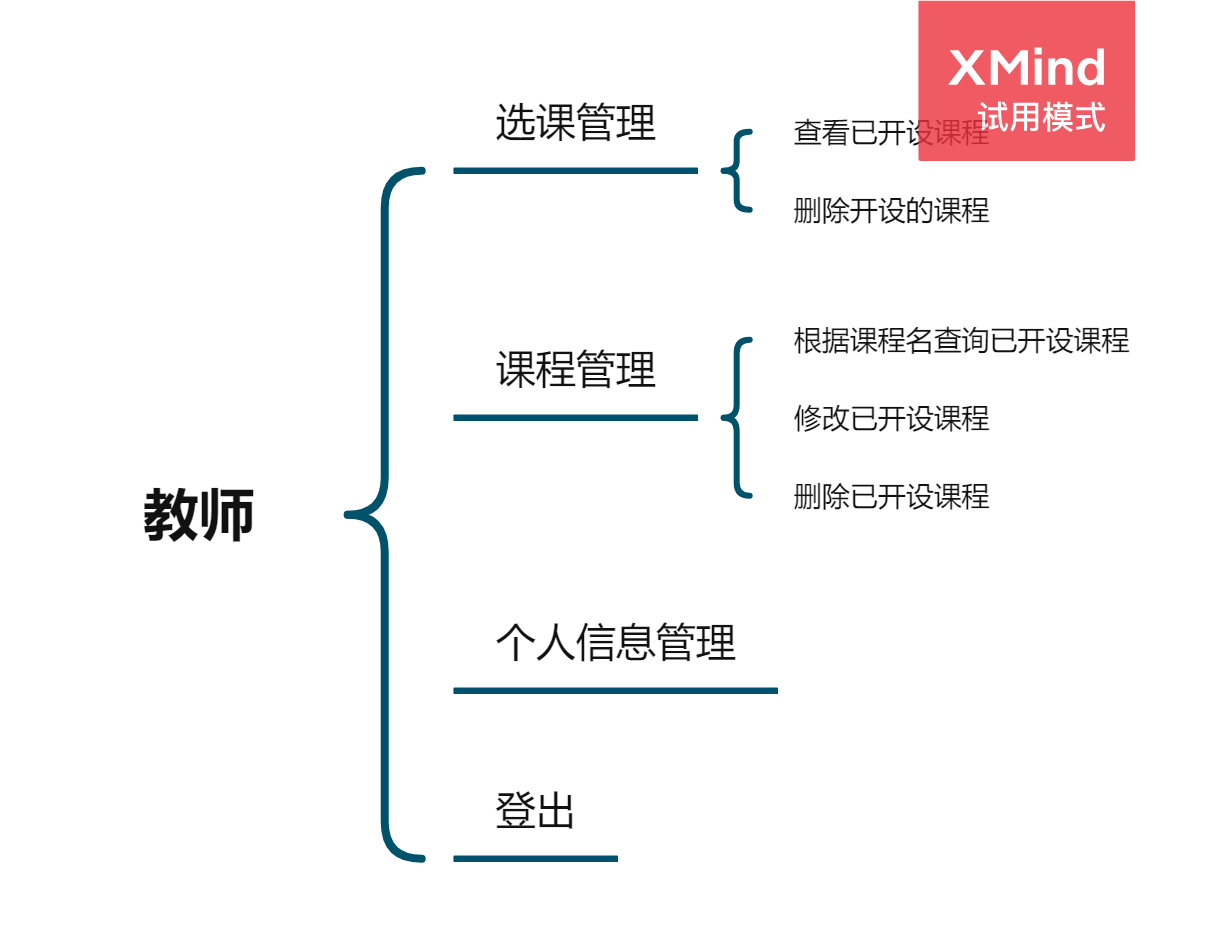 XMind
试用模式
选课管理
查看已开设课程
删除开设的课程
课程管理
根据课程名查询已开设课程
修改已开设课程
删除已开设课程
教师
个人信息管理
登出